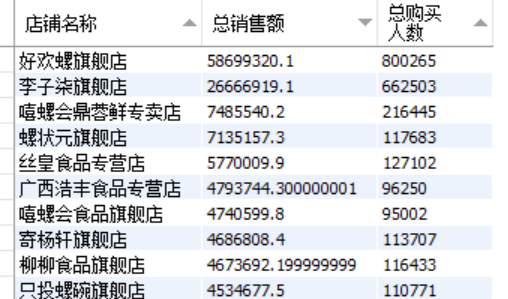 店铺名称 总销售额 总购买
人数
好欢螺旗舰店 58699320.1 800265
李子柒旗舰店 26666919.1 662503
嘻螺会鼎蓉鲜专卖店 7485540.2 216445
螺状元旗舰店 7135157.3 117683
丝皇食品专营店 5770009.9 127102
广西浩丰食品专营店 4793744.300000001 96250
嘻螺会食品旗舰店 4740599.8 95002
寄杨轩旗舰店 4686808.4 113707
柳柳食品旗舰店 4673692.199999999 116433
只投螺碗旗舰店 4534677.5 110771